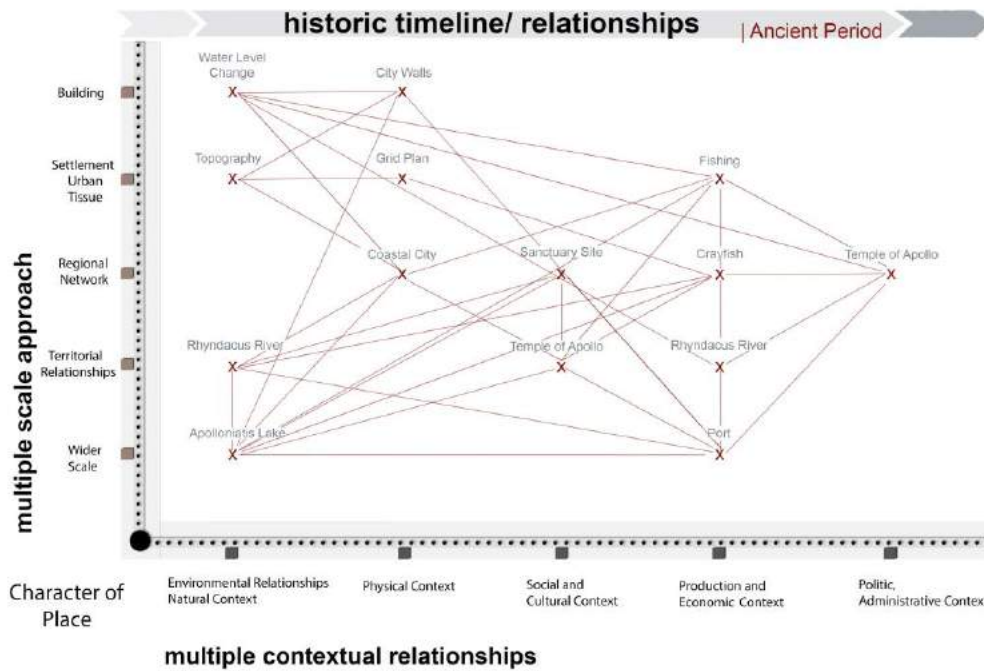 historic timeline/ relationships
| Ancient Period
Water Level
Change
City Walls
Building
Topography
Grid Plan
Fishing
Settlement
Urban
Tissue
Coastal City
Sanctuary Site
Crayfish
Temple of Apollo
Regional
Network
Rhyndacus River
Temple of Apollo
Rhyndacus River
Territorial
Relationships
Apolloniatis Lake
Port
Wider
Scale
multiple scale approach
Character of
Place
Environmental Relationships
Natural Context
Physical Context
Social and
Cultural Context
Production and
Economic Context
Politic,
Administrative Context
multiple contextual relationships